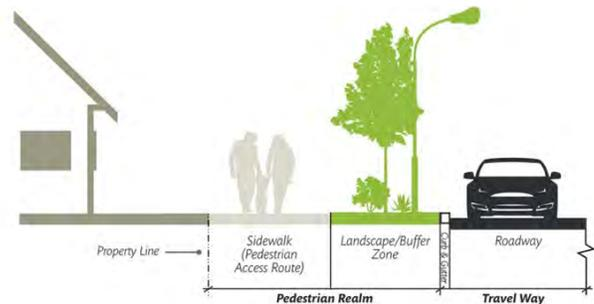 Property Line
Sidewalk
(Pedestrian
Access Route)
Landscape/Buffer
Zone
Curb & Gutter
Roadway
Pedestrian Realm
Travel Way